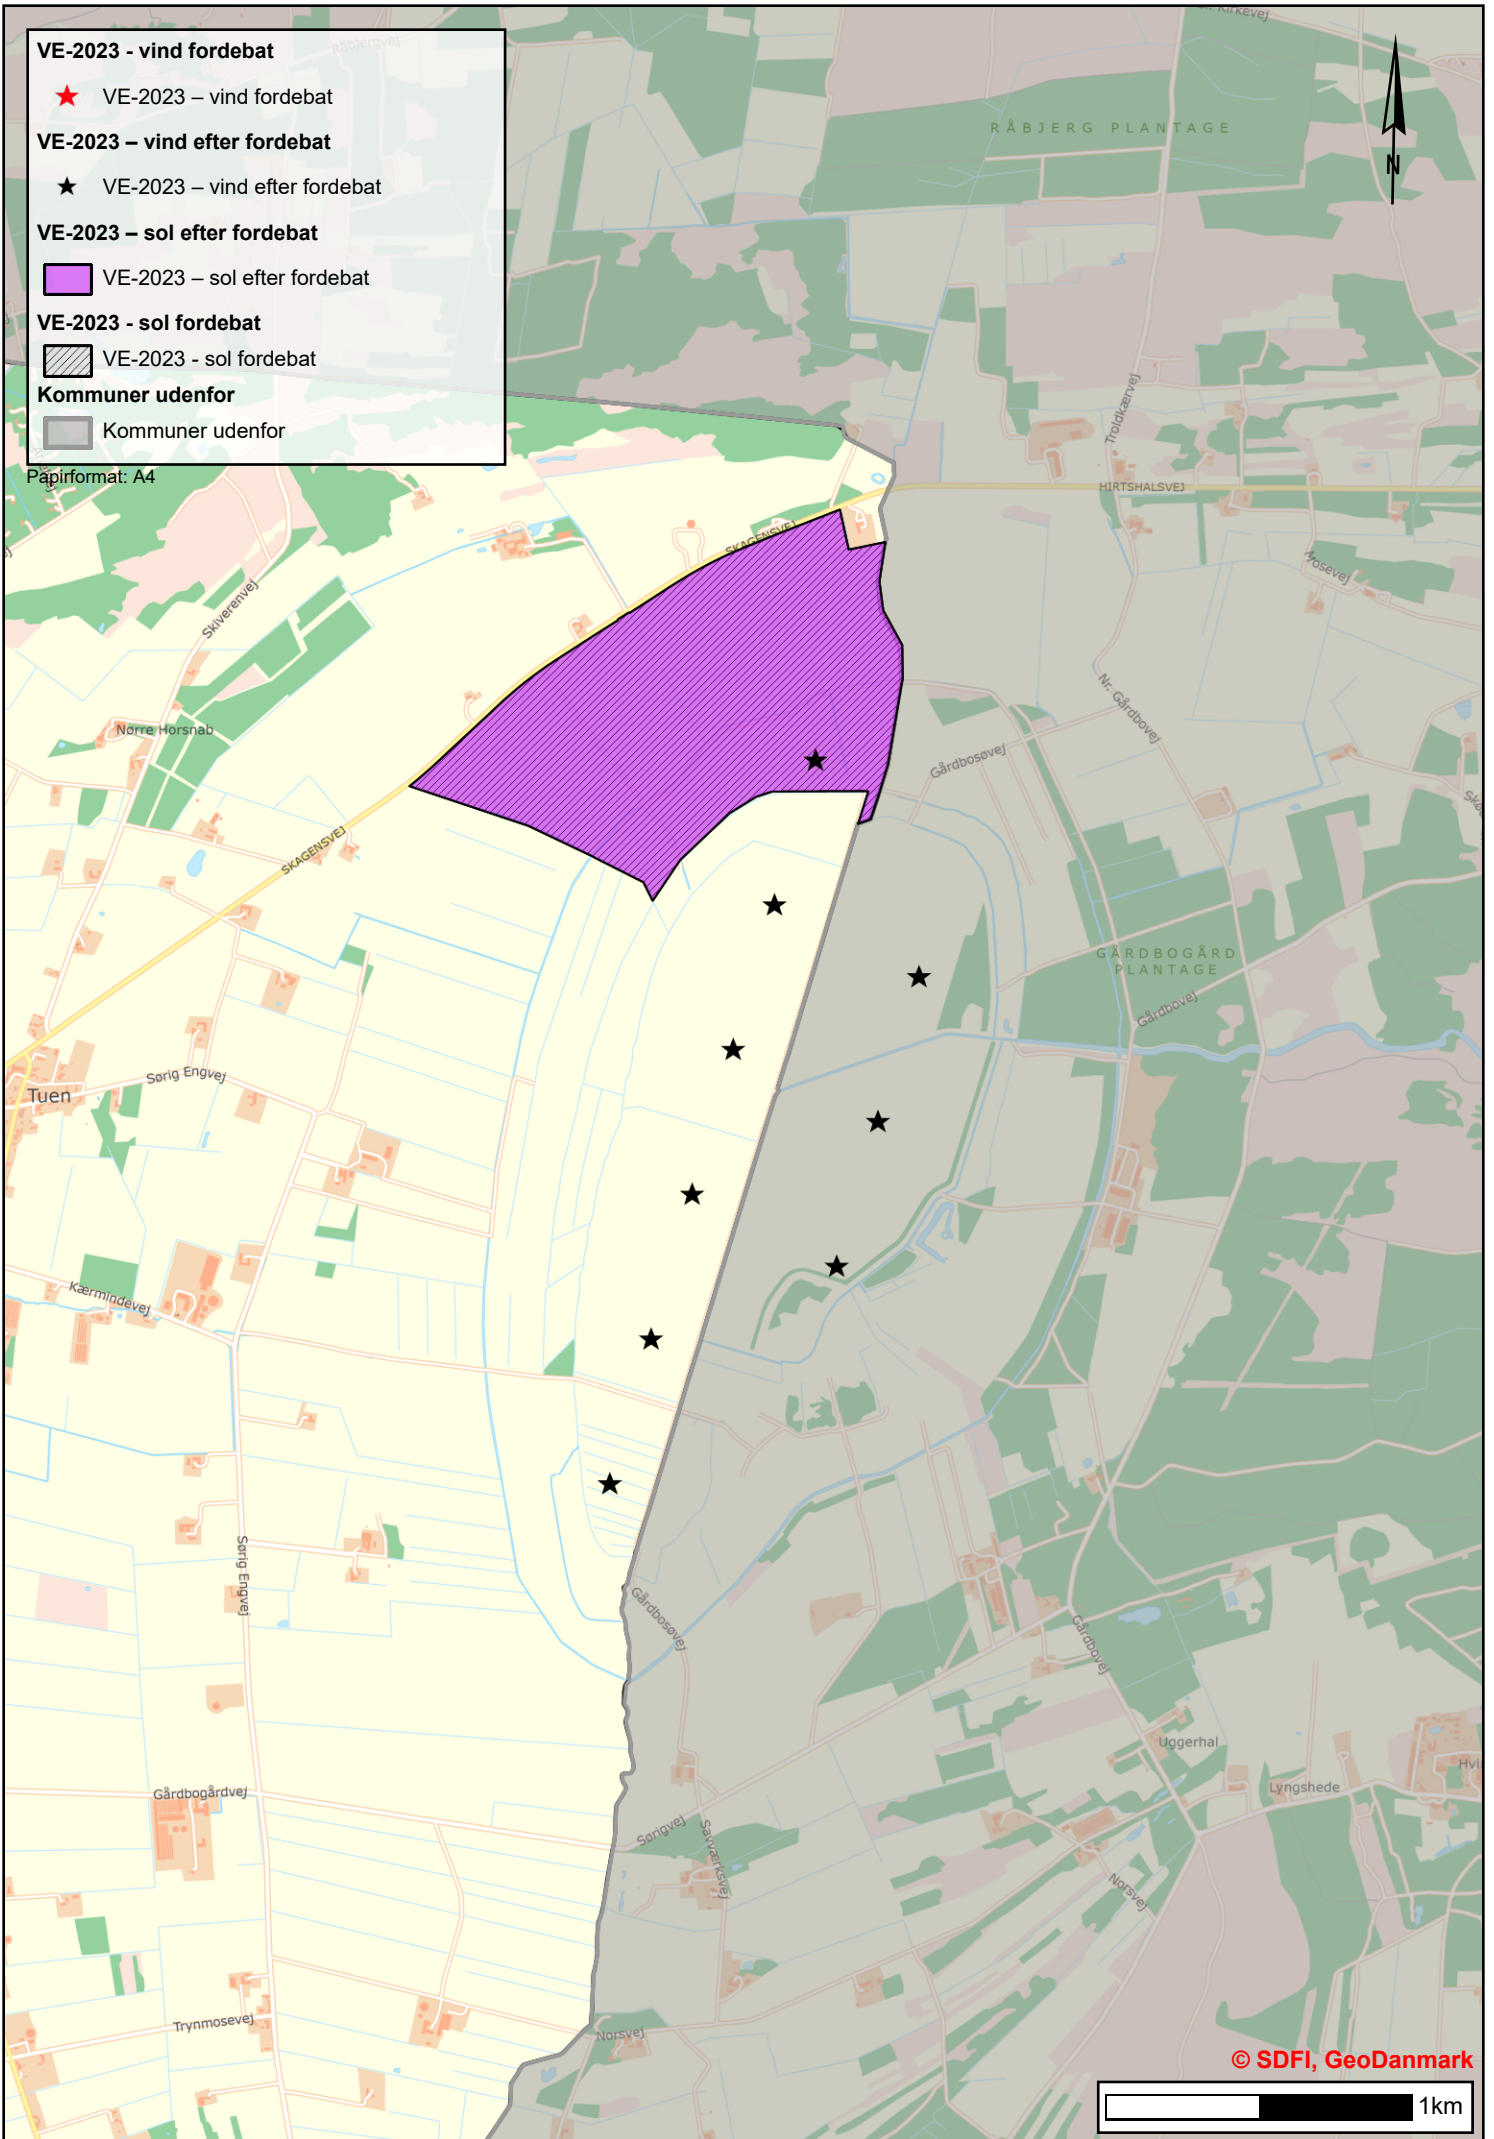 VE-2023 - vind fordebat
VE-2023 – vind fordebat
VE-2023 – vind efter fordebat
VE-2023 – vind efter fordebat
VE-2023 – sol efter fordebat
VE-2023 – sol efter fordebat
VE-2023 - sol fordebat
VE-2023 - sol fordebat
Kommuner udenfor
Kommuner udenfor
Papirformat: A4
Råbjergvej
Kirkevej
RÅBJERG PLANTAGE
N
Troldkærvej
HIRTSHALSVEJ
SKAGENSVEJ
Mosevej
Skiverenvej
Nr. Gårdbovej
Nørre Horsnab
Gårdbosøvej
SKAGENSVEJ
GÅRDBOGÅRD
PLANTAGE
Gårdbovej
Sørig Engvej
Tuen
Kærmindevej
Sørig Engvej
Gårdbosøvej
Gårdbovej
Uggerhal
Lyngshede
Gårdbogårdvej
Sørigvej
Savværksvej
Norsvej
Trynmosevej
Norsvej
© SDFI, GeoDanmark
1km